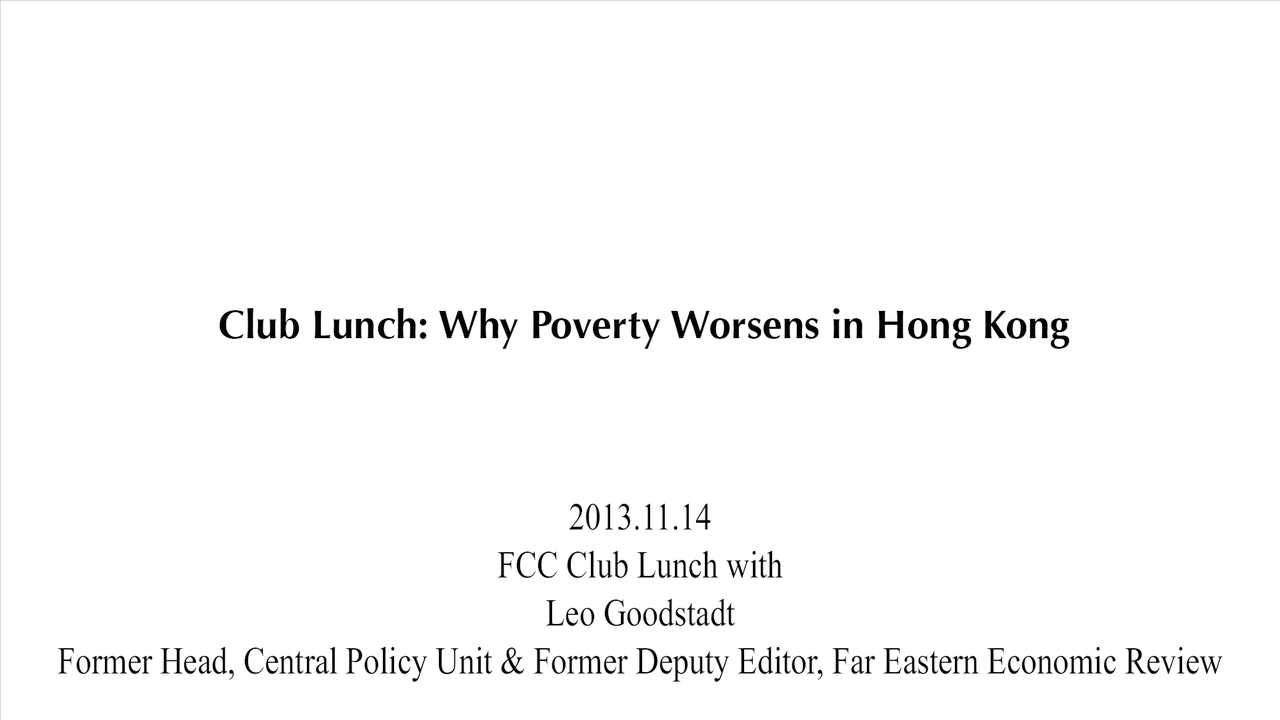 Club Lunch: Why Poverty Worsens in Hong Kong
2013.11.14
FCC Club Lunch with
Leo Goodstadt
Former Head, Central Policy Unit & Former Deputy Editor, Far Eastern Economic Review